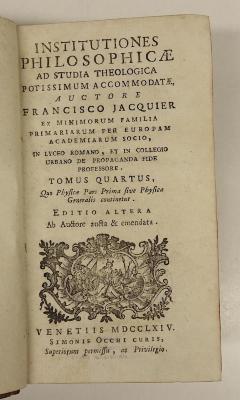 INSTITUTIONES
PHILOSOPHICÆ
AD STUDIA THEOLOGICA
POTISSIMUM ACCOMMODATÆ,
AUCTORE
FRANCISCO JACQUIER
EX MINIMORUM FAMILIA
PRIMARIARUM PER EUROPAM
ACADEMIARUM SOCIO,
IN LYCEO ROMANO, ET IN COLLEGIO
URBANO DE PROPAGANDA FIDE
PROFESSORE.
TOMUS QUARTUS,
Quo Physicæ Pars Prima sive Physica
Generalis continetur.
EDITIO ALTERA
Ab Auctore aucta & emendata.
VENETIIS MDCCLXIV.
SIMONIS OCCHI CURIS,
Superiorum permissu, ac Privilegio.